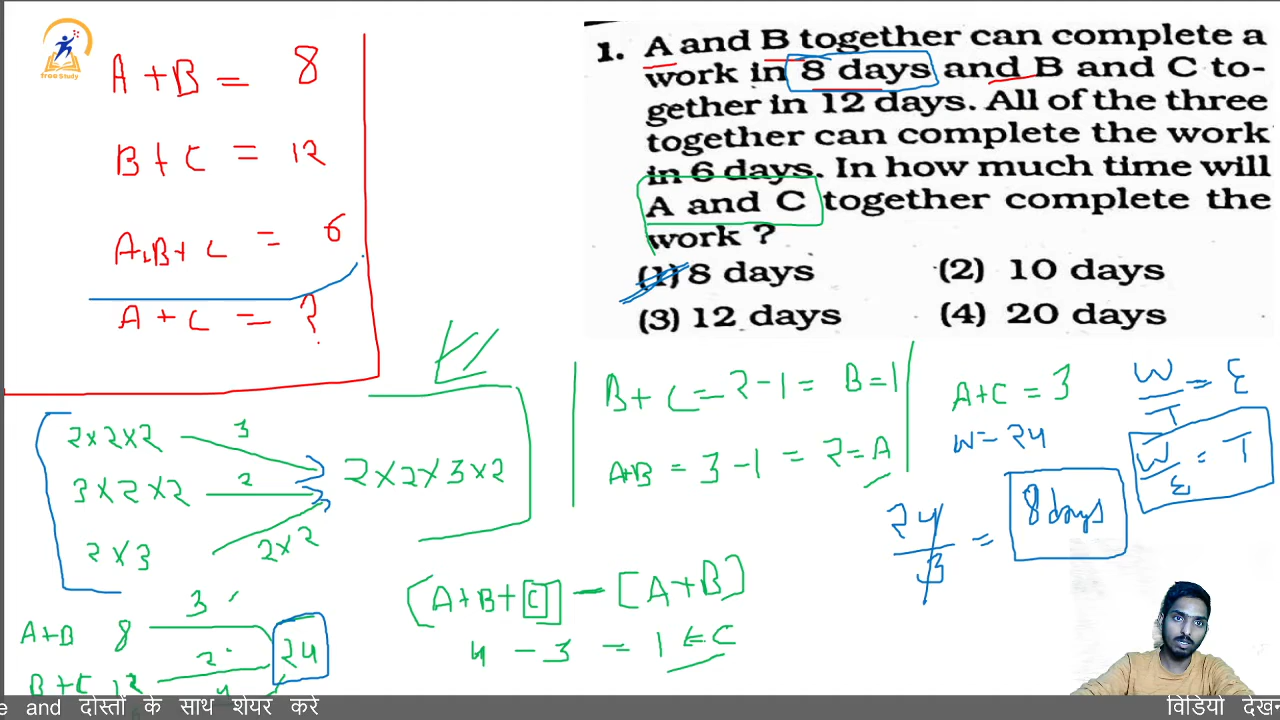 free study
A + B = 8
B + C = 12
A+B+C = 6
A + C = ?
1. A and B together can complete a
work in 8 days and B and C to-
gether in 12 days. All of the three
together can complete the work
in 6 days. In how much time will
A and C together complete the
work ?
(1) 8 days (2) 10 days
(3) 12 days (4) 20 days
2×2×2 3
3×2×2 2
2×3 2×2
2×2×3×2
B+C = 2-1 = B=1
A+B = 3-1 = 2=A
A+C = 3
W= 24
W/T = E
W/E = T
24/3 = 8 days
[A+B+C] - [A+B]
4 - 3 = 1 ← C
A+B 8 3
B+C 12 2
4
24
e and दोस्तों के साथ शेयर करे
विडियो देखन